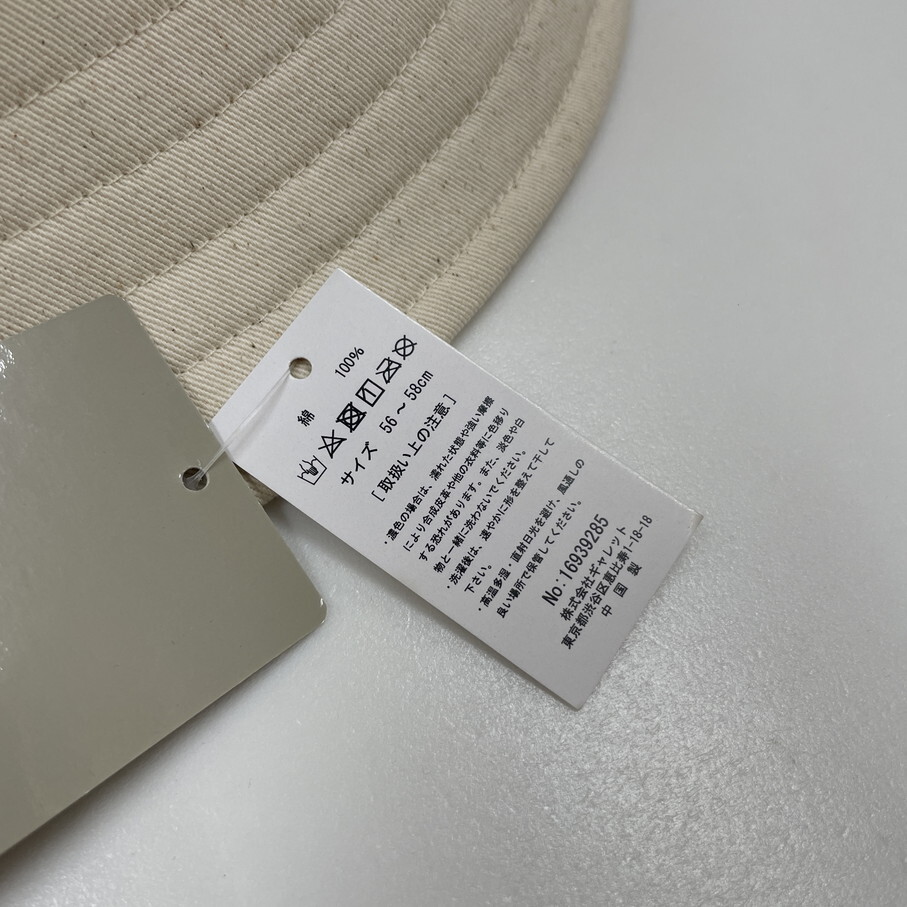 綿 100%
サイズ 56～58cm
[取扱い上の注意]
・濃色の場合は、濡れた状態や強い摩擦
により合成皮革や他の衣料等に色移り
する恐れがあります。また、淡色や白
物と一緒に洗わないでください。
・洗濯後は、速やかに形を整えて干して
下さい。
・高温多湿・直射日光を避け、風通しの
良い場所で保管してください。
No:16939285
株式会社ギャレット
東京都渋谷区恵比寿1-18-18
中国製